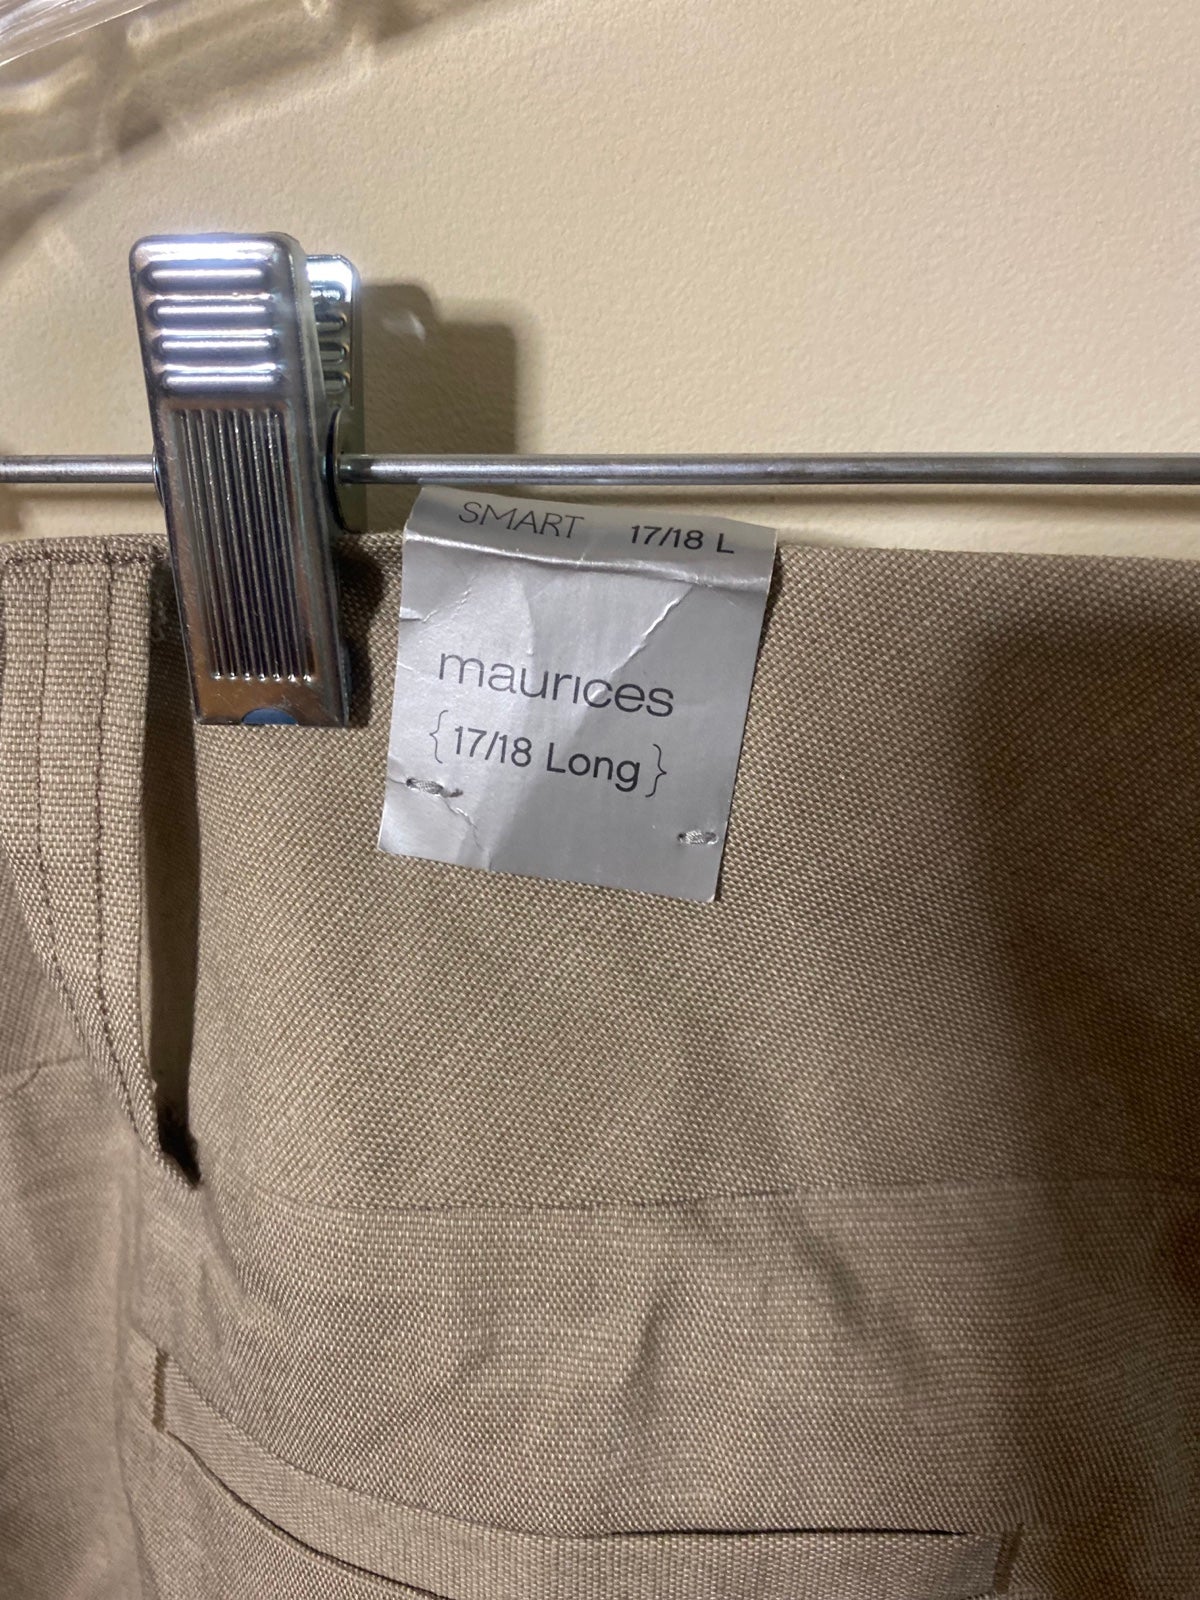 SMART 17/18 L
maurices
{17/18 Long}